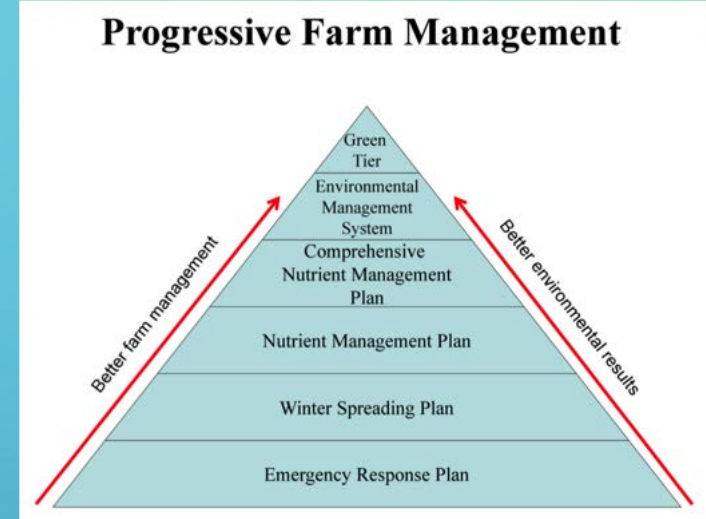 Progressive Farm Management
Green
Tier
Environmental
Management
System
Comprehensive
Nutrient Management
Plan
Nutrient Management Plan
Winter Spreading Plan
Emergency Response Plan
Better farm management
Better environmental results